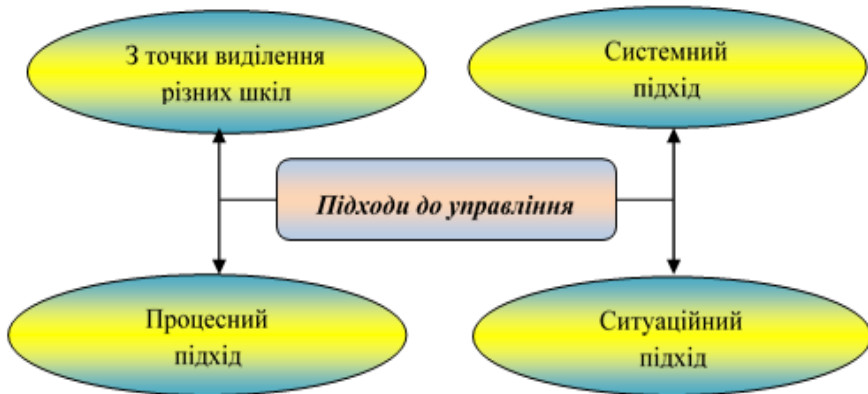 З точки виділення
різних шкіл
Системний
підхід
Підходи до управління
Процесний
підхід
Ситуаційний
підхід